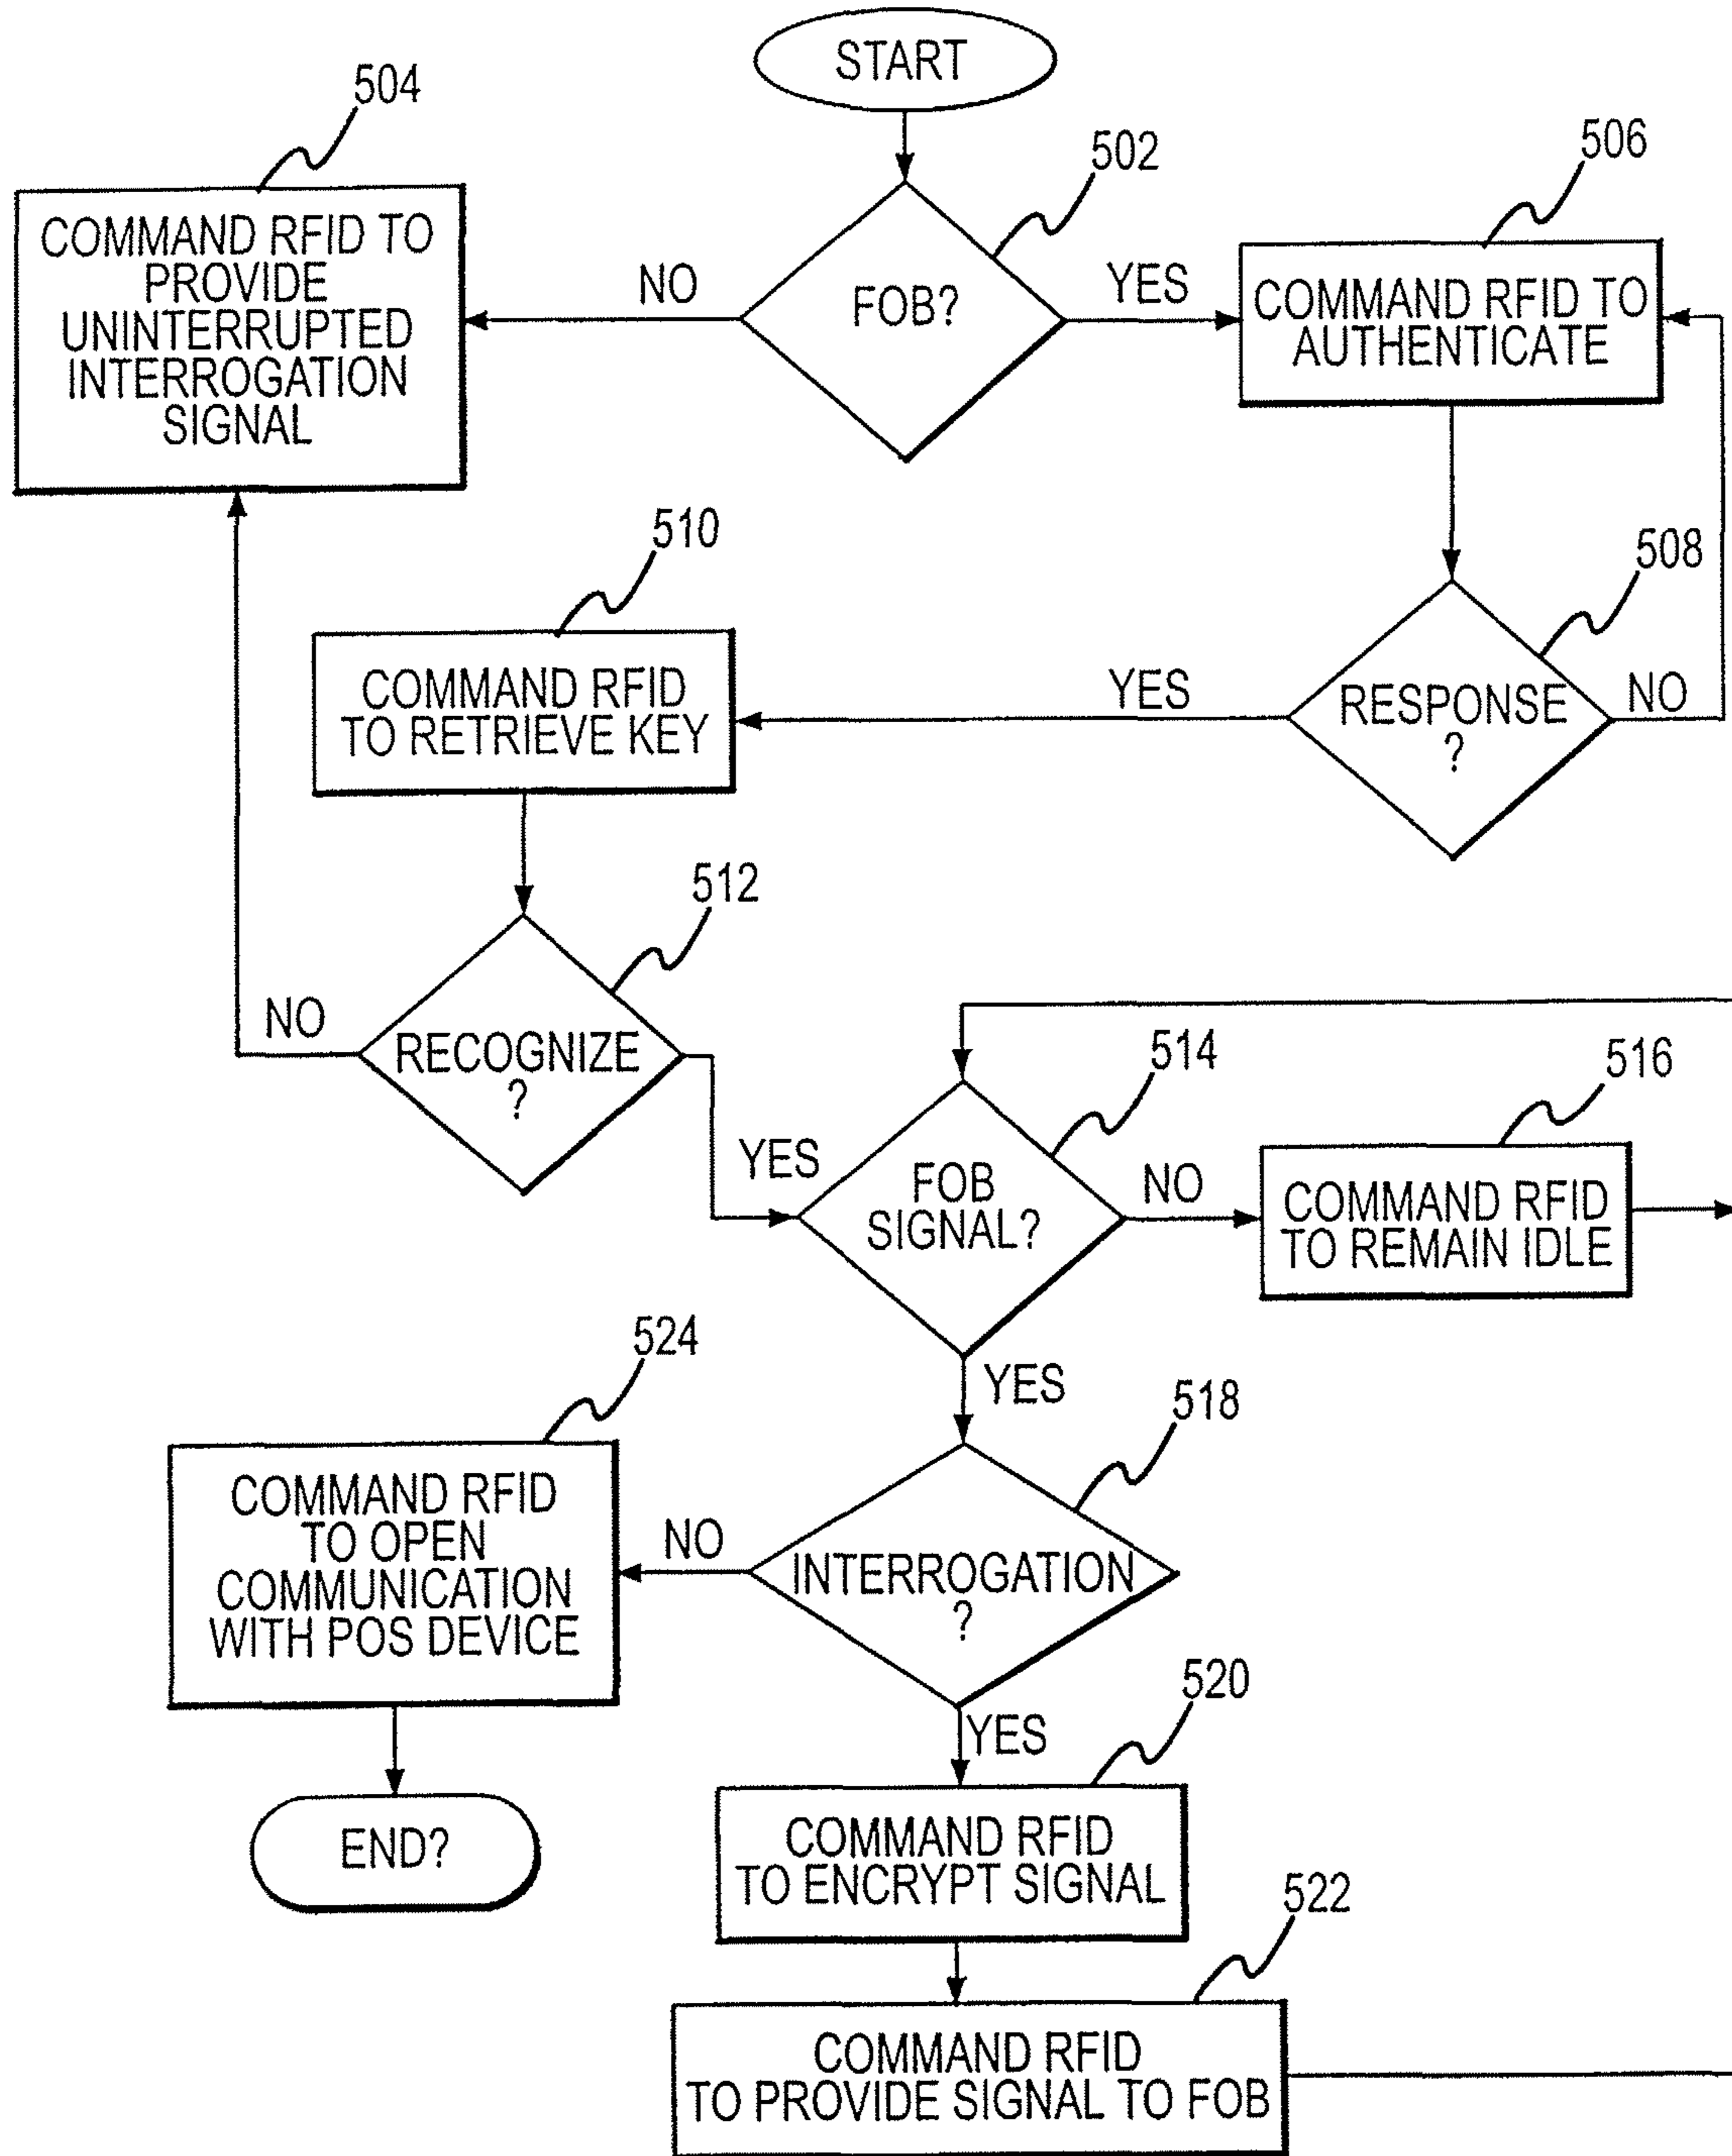 START
504
502
506
COMMAND RFID TO
PROVIDE
UNINTERRUPTED
INTERROGATION
SIGNAL
NO
FOB?
YES
COMMAND RFID TO
AUTHENTICATE
510
508
COMMAND RFID
TO RETRIEVE KEY
YES
RESPONSE
?
NO
512
NO
RECOGNIZE
?
514
516
YES
FOB
SIGNAL?
NO
COMMAND RFID
TO REMAIN IDLE
524
YES
518
COMMAND RFID
TO OPEN
COMMUNICATION
WITH POS DEVICE
NO
INTERROGATION
?
520
YES
END?
COMMAND RFID
TO ENCRYPT SIGNAL
522
COMMAND RFID
TO PROVIDE SIGNAL TO FOB